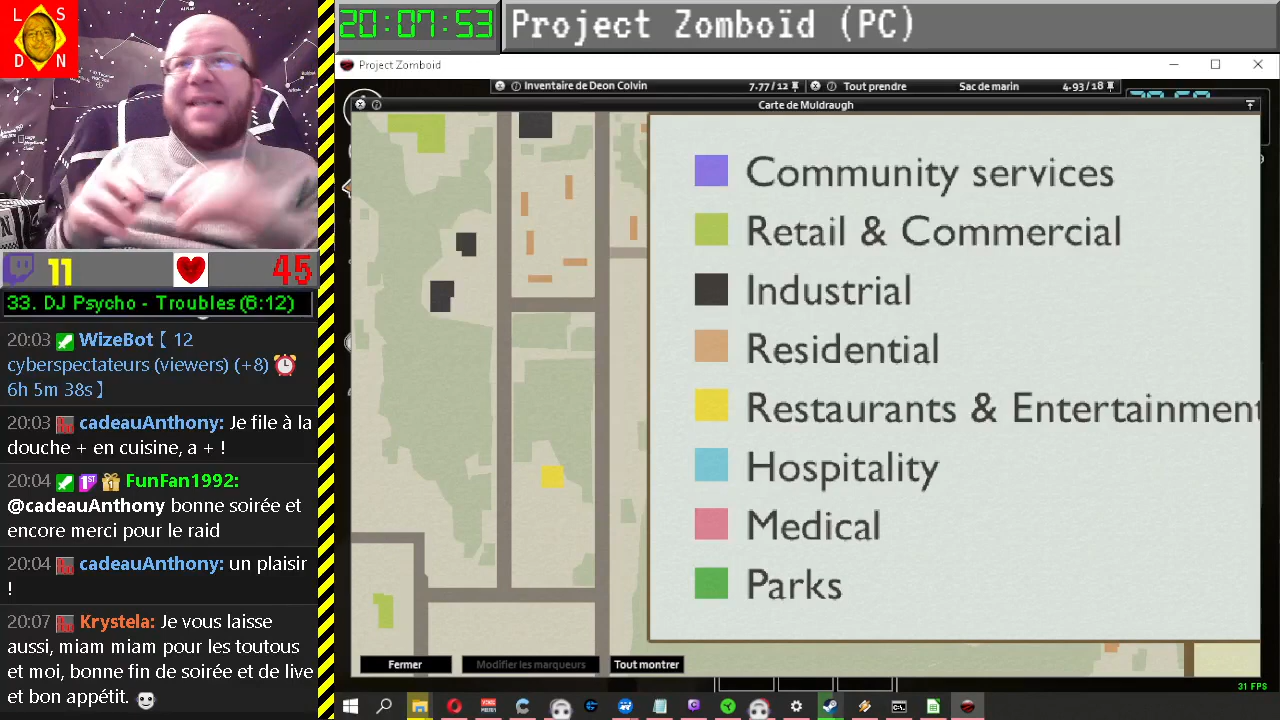 L S
D N
20:07:53
Project Zomboïd (PC)
Project Zomboid
Inventaire de Deon Colvin
7.77 / 12
Tout prendre
Sac de marin
4.93 / 18
Carte de Muldraugh
Community services
Retail & Commercial
Industrial
Residential
Restaurants & Entertainment
Hospitality
Medical
Parks
Fermer
Modifier les marqueurs
Tout montrer
31 FPS
11
45
33. DJ Psycho - Troubles (6:12)
20:03 WizeBot 【 12
cyberspectateurs (viewers) (+8)
6h 5m 38s】
20:03 cadeauAnthony: Je file à la
douche + en cuisine, a + !
20:04 1ST FunFan1992:
@cadeauAnthony bonne soirée et
encore merci pour le raid
20:04 cadeauAnthony: un plaisir
!
20:07 Krystela: Je vous laisse
aussi, miam miam pour les toutous
et moi, bonne fin de soirée et de live
et bon appétit.